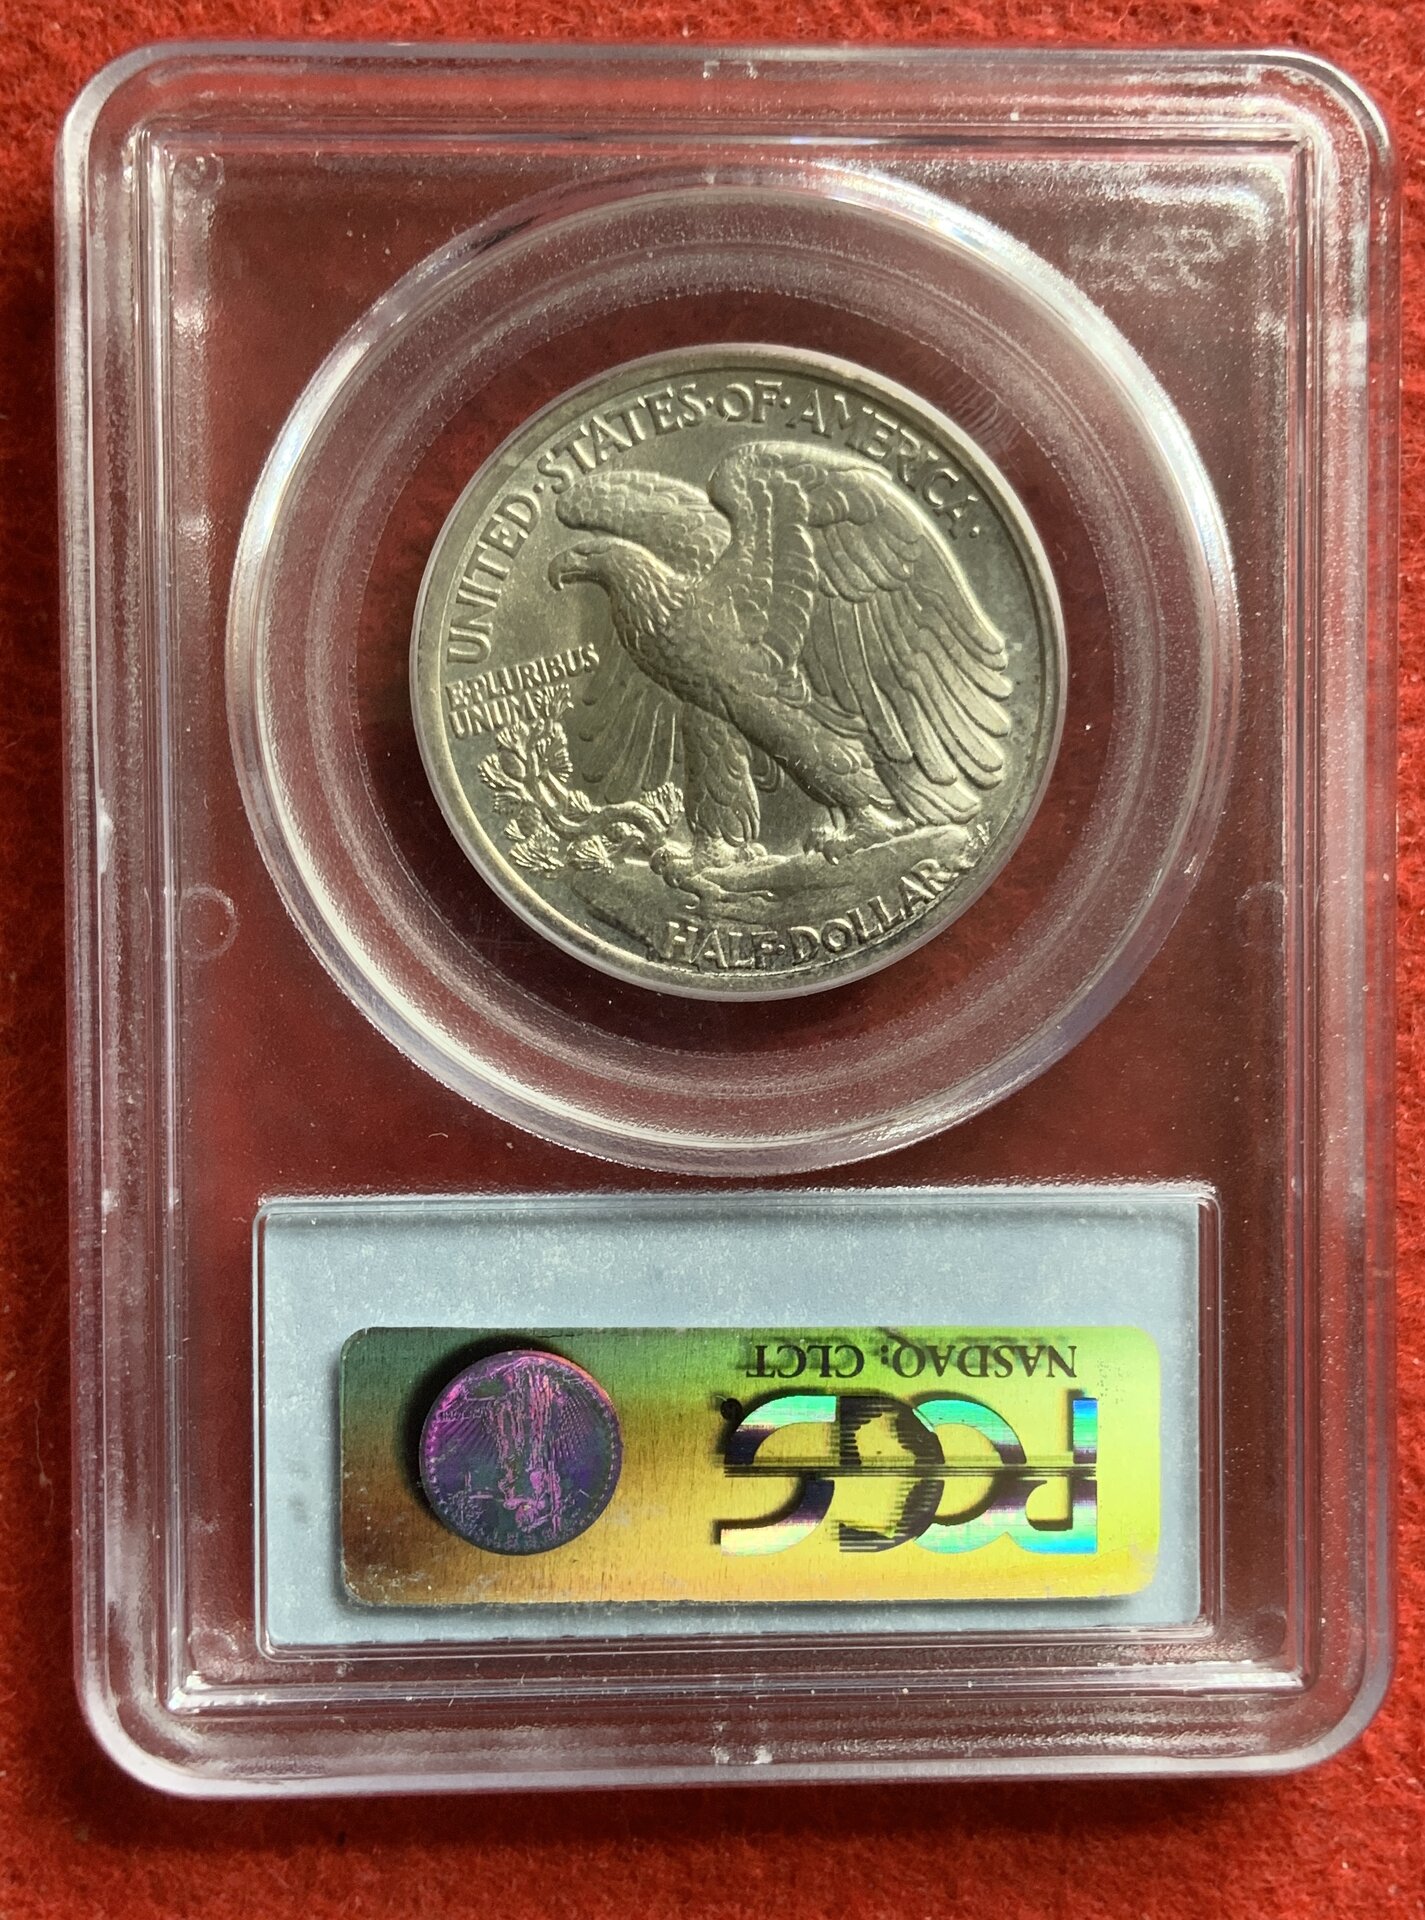 UNITED·STATES·OF·AMERICA·
E·PLURIBUS
UNUM
HALF·DOLLAR
NASDAQ: CLCT
PCGS